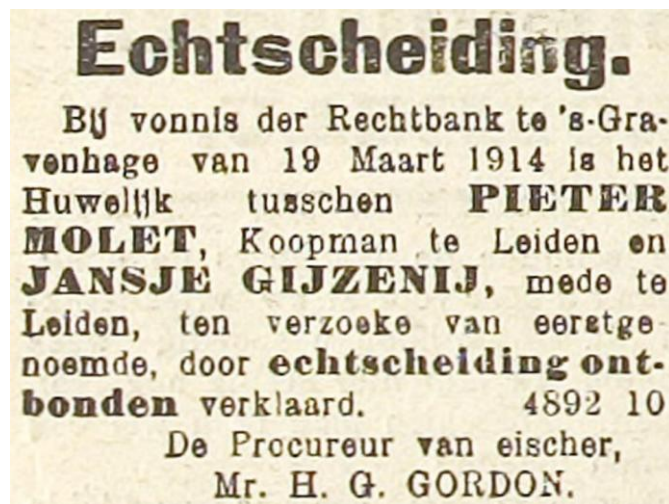 Echtscheiding.
Bij vonnis der Rechtbank te 's-Gra-
venhage van 19 Maart 1914 is het
Huwelijk tusschen PIETER
MOLET, Koopman te Leiden en
JANSJE GIJZENIJ, mede te
Leiden, ten verzoeke van eerstge
noemde, door echtscheiding ont-
bonden verklaard. 4892 10
De Procureur van eischer,
Mr. H. G. GORDON.